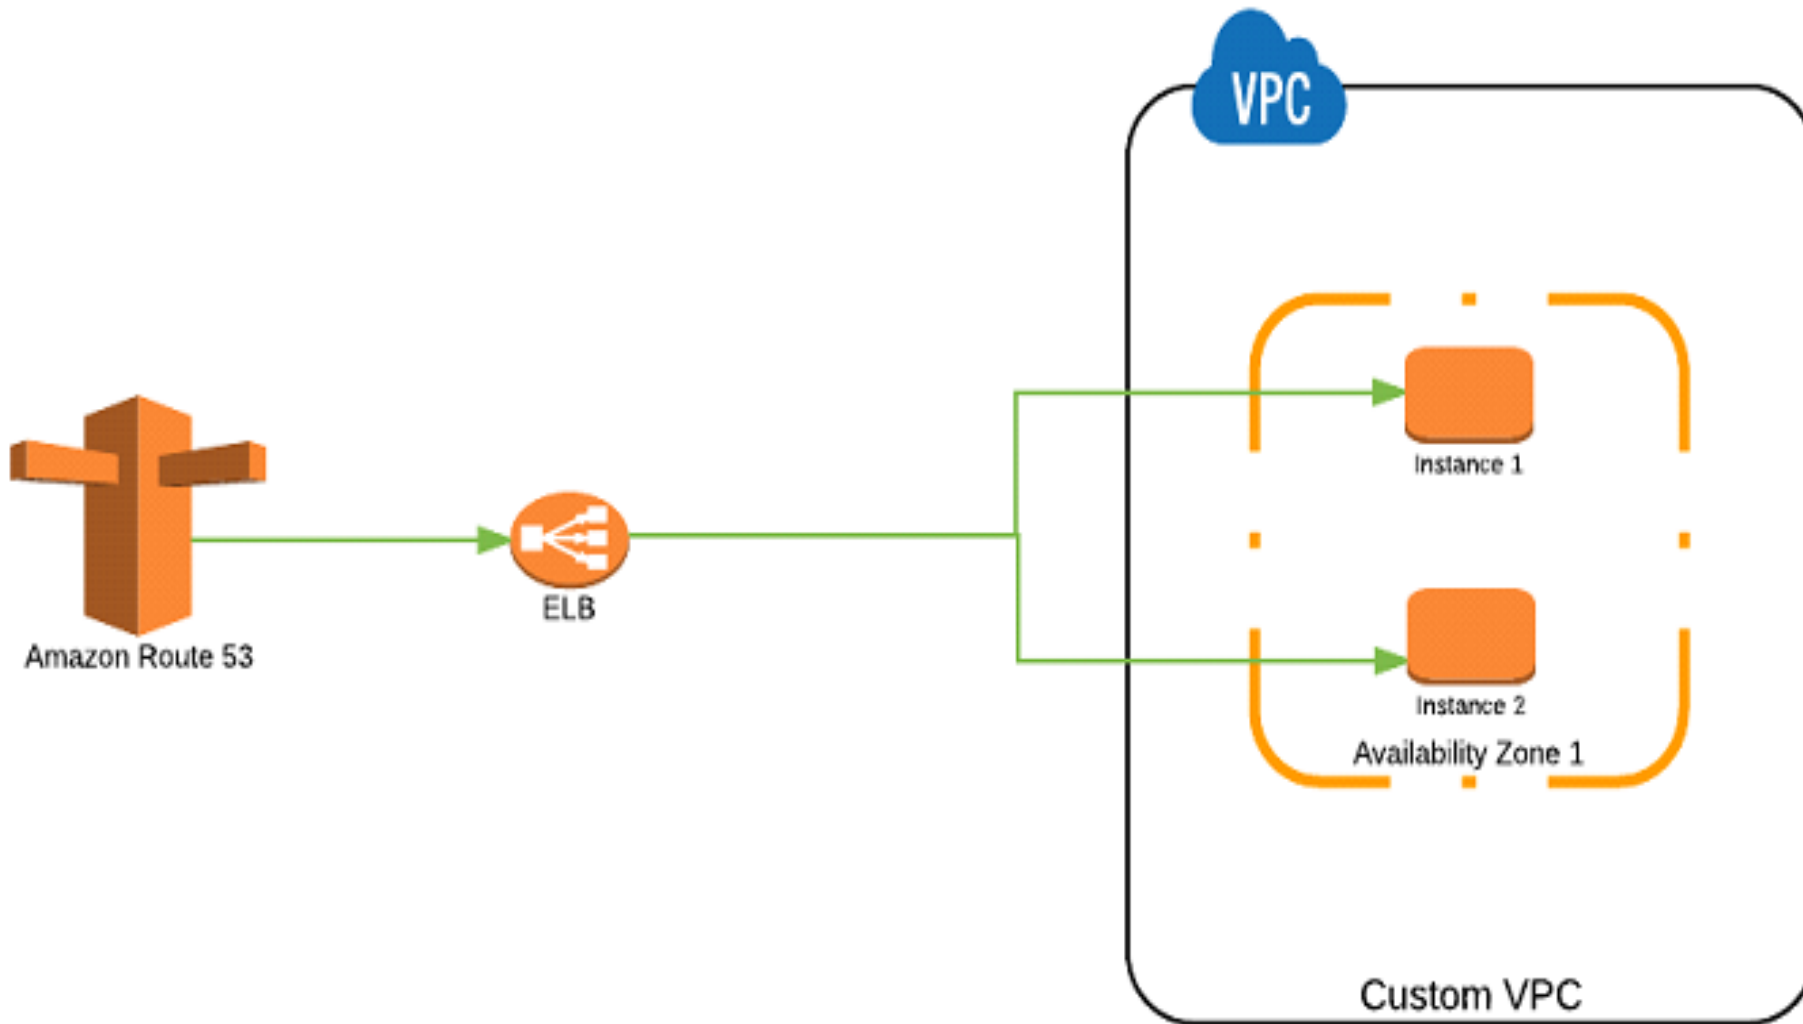 VPC
Instance 1
Amazon Route 53
ELB
Instance 2
Availability Zone 1
Custom VPC